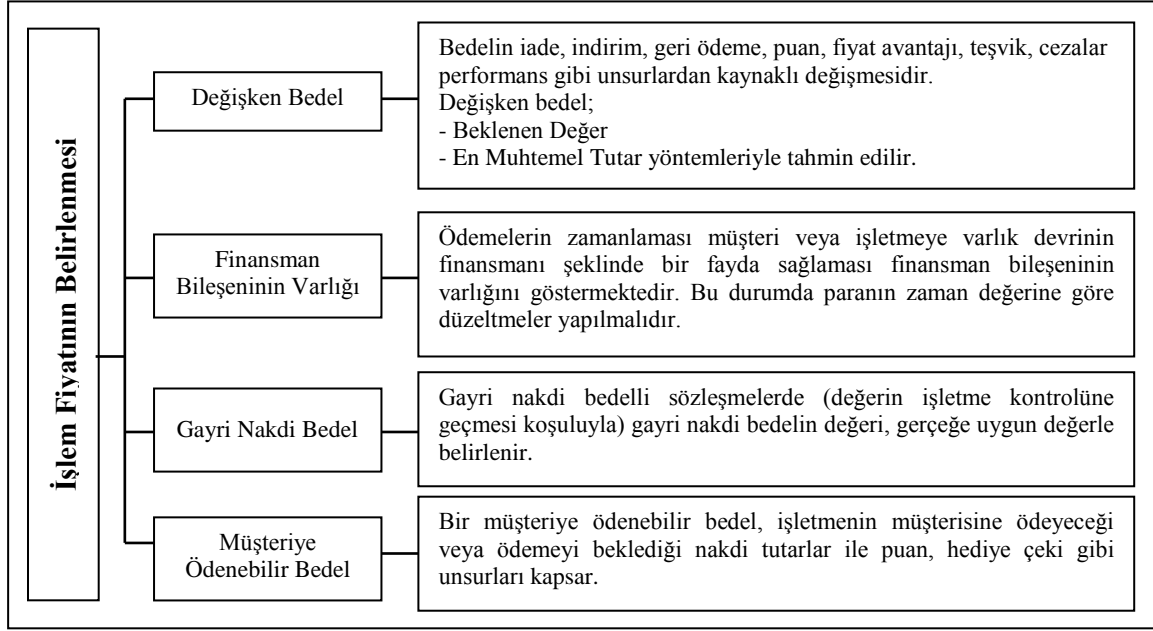 İşlem Fiyatının Belirlenmesi
Değişken Bedel
Bedelin iade, indirim, geri ödeme, puan, fiyat avantajı, teşvik, cezalar
performans gibi unsurlardan kaynaklı değişmesidir.
Değişken bedel;
- Beklenen Değer
- En Muhtemel Tutar yöntemleriyle tahmin edilir.
Finansman
Bileşeninin Varlığı
Ödemelerin zamanlaması müşteri veya işletmeye varlık devrinin
finansmanı şeklinde bir fayda sağlaması finansman bileşeninin
varlığını göstermektedir. Bu durumda paranın zaman değerine göre
düzeltmeler yapılmalıdır.
Gayri Nakdi Bedel
Gayri nakdi bedelli sözleşmelerde (değerin işletme kontrolüne
geçmesi koşuluyla) gayri nakdi bedelin değeri, gerçeğe uygun değerle
belirlenir.
Müşteriye
Ödenebilir Bedel
Bir müşteriye ödenebilir bedel, işletmenin müşterisine ödeyeceği
veya ödemeyi beklediği nakdi tutarlar ile puan, hediye çeki gibi
unsurları kapsar.